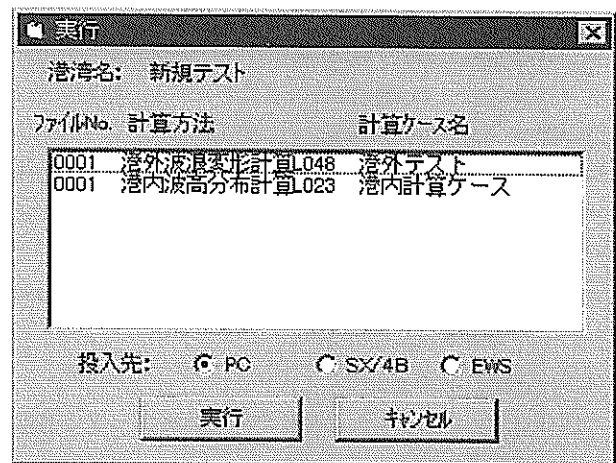 実行
港湾名: 新規テスト
ファイルNo. 計算方法 計算ケース名
0001 港外波浪変形計算L048 港外テスト
0001 港内波高分布計算L023 港内計算ケース
投入先: PC SX/4B EWS
実行 キャンセル